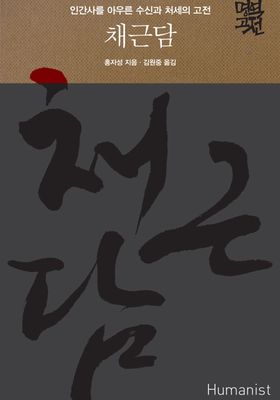 인간사를 아우른 수신과 처세의 고전
명역
고전
채근담
홍자성 지음 · 김원중 옮김
채근
담
Humanist